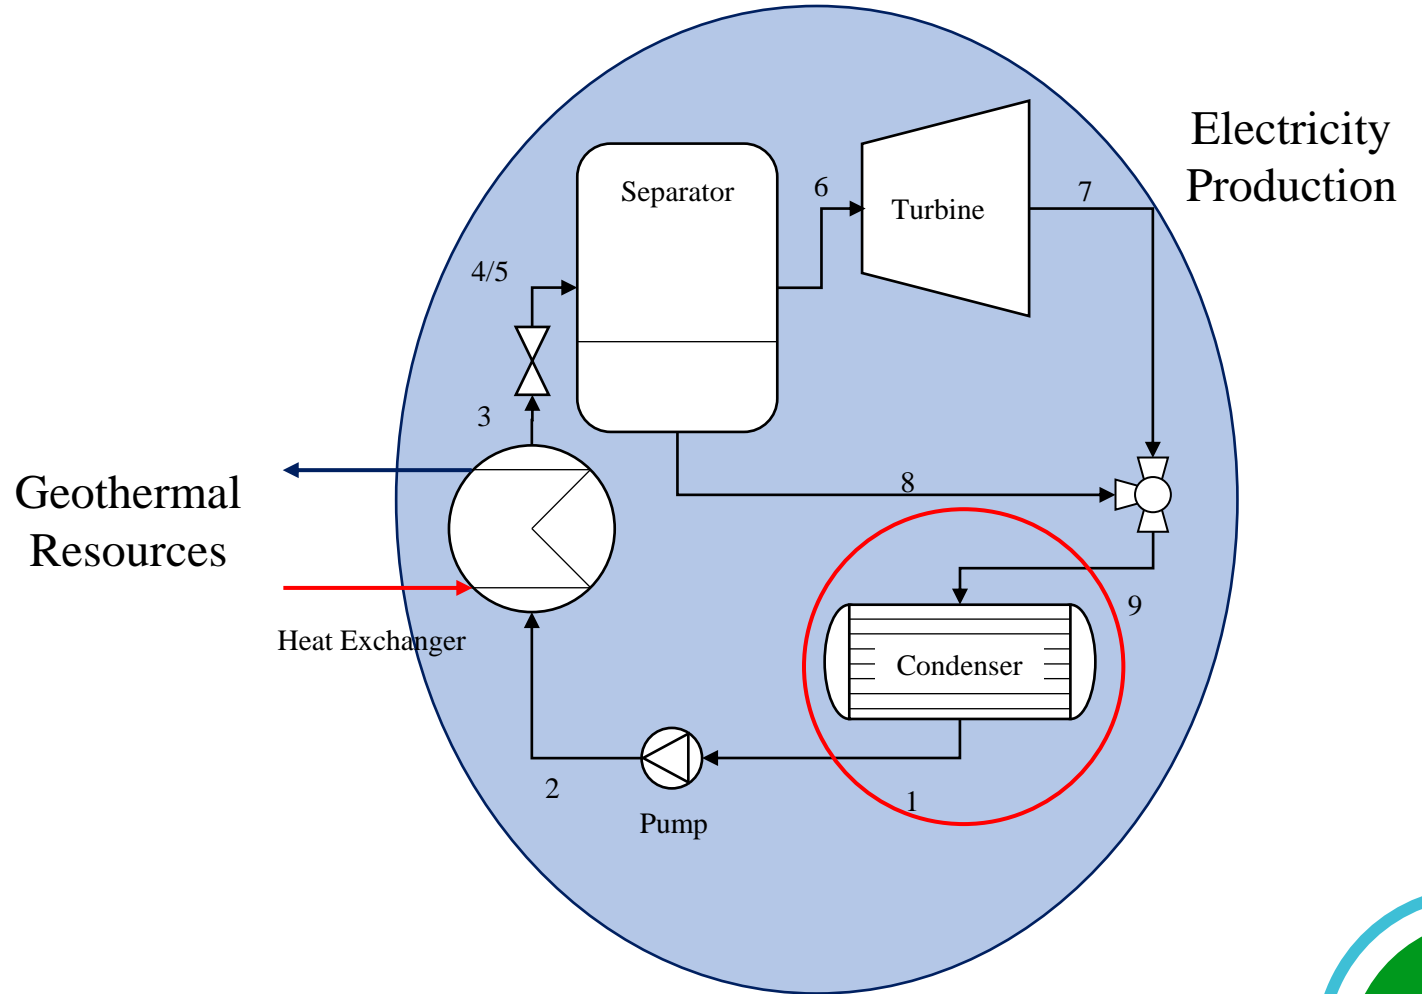 Electricity
Production
Separator
6
Turbine
7
4/5
3
8
Geothermal
Resources
9
Heat Exchanger
Condenser
2
1
Pump